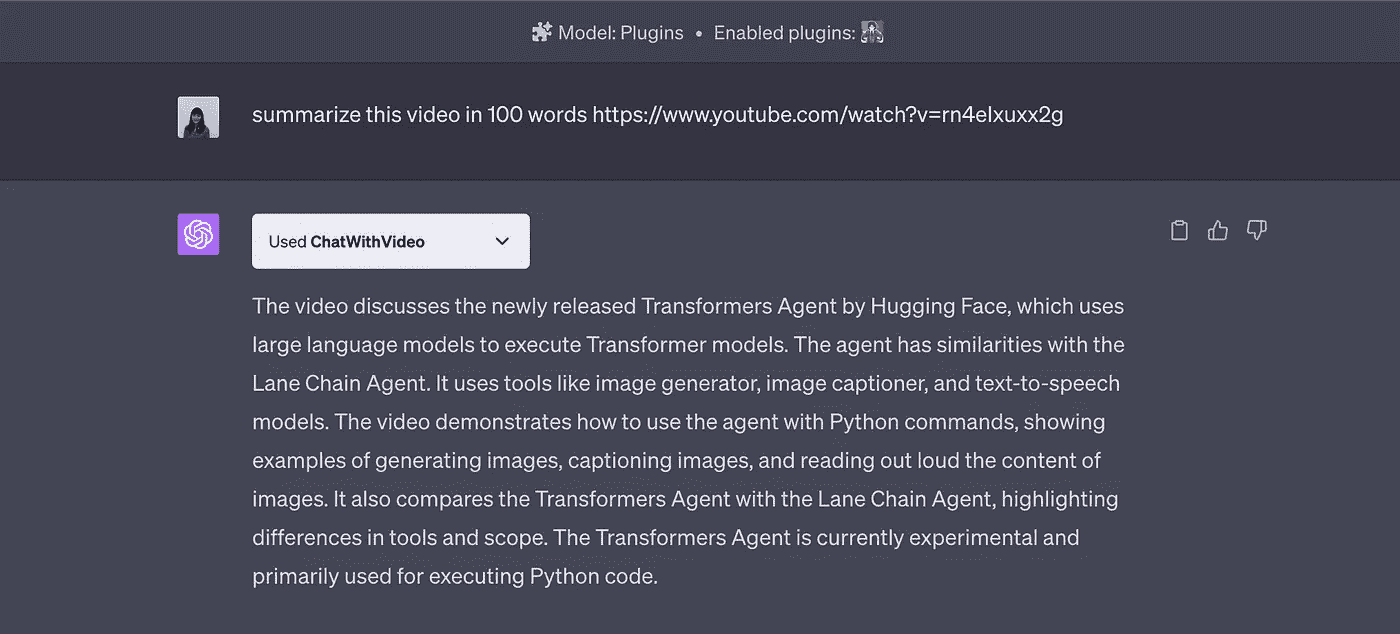 Model: Plugins • Enabled plugins:
summarize this video in 100 words https://www.youtube.com/watch?v=rn4elxuxx2g
Used ChatWithVideo
The video discusses the newly released Transformers Agent by Hugging Face, which uses
large language models to execute Transformer models. The agent has similarities with the
Lane Chain Agent. It uses tools like image generator, image captioner, and text-to-speech
models. The video demonstrates how to use the agent with Python commands, showing
examples of generating images, captioning images, and reading out loud the content of
images. It also compares the Transformers Agent with the Lane Chain Agent, highlighting
differences in tools and scope. The Transformers Agent is currently experimental and
primarily used for executing Python code.